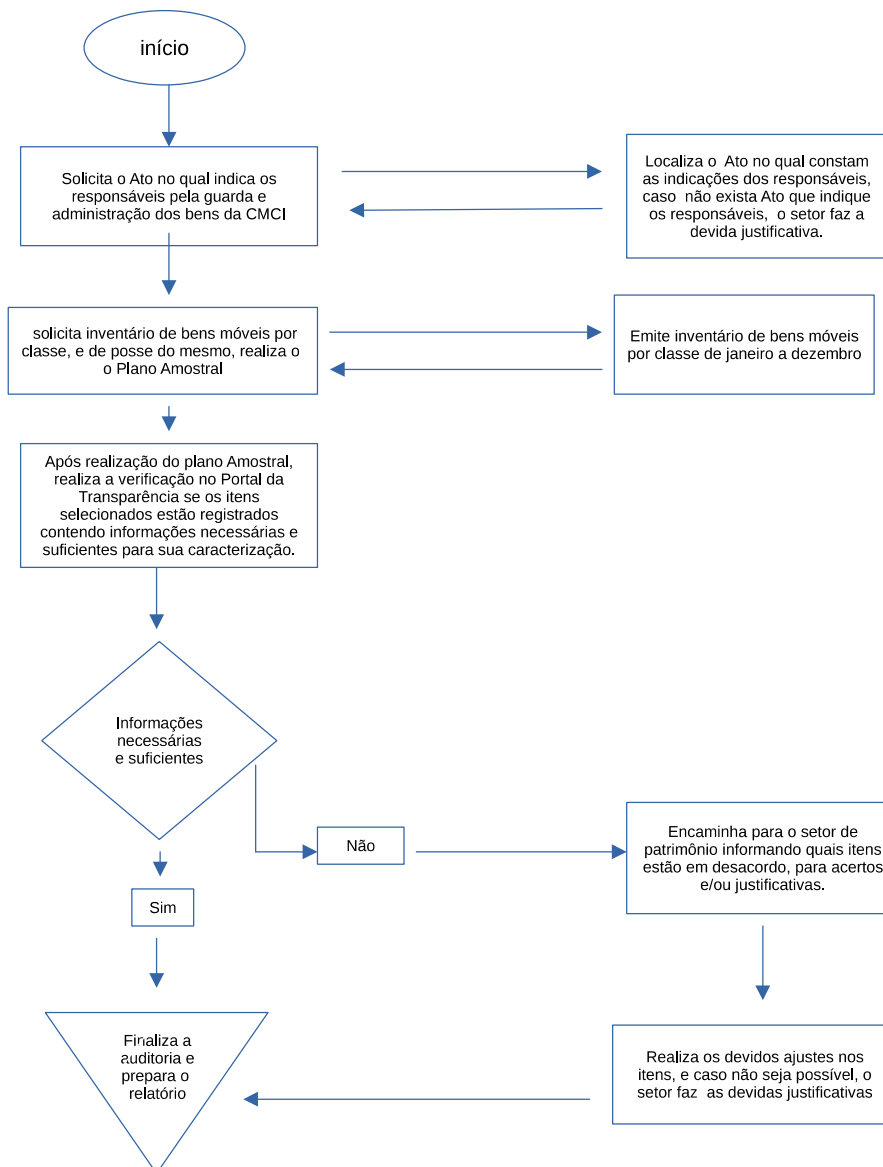 início
Solicita o Ato no qual indica os
responsáveis pela guarda e
administração dos bens da CMCI
Localiza o Ato no qual constam
as indicações dos responsáveis,
caso não exista Ato que indique
os responsáveis, o setor faz a
devida justificativa.
solicita inventário de bens móveis por
classe, e de posse do mesmo, realiza o
o Plano Amostral
Emite inventário de bens móveis
por classe de janeiro a dezembro
Após realização do plano Amostral,
realiza a verificação no Portal da
Transparência se os itens
selecionados estão registrados
contendo informações necessárias e
suficientes para sua caracterização.
Informações
necessárias
e suficientes
Não
Encaminha para o setor de
patrimônio informando quais itens
estão em desacordo, para acertos
e/ou justificativas.
Sim
Finaliza a
auditoria e
prepara o
relatório
Realiza os devidos ajustes nos
itens, e caso não seja possível, o
setor faz as devidas justificativas